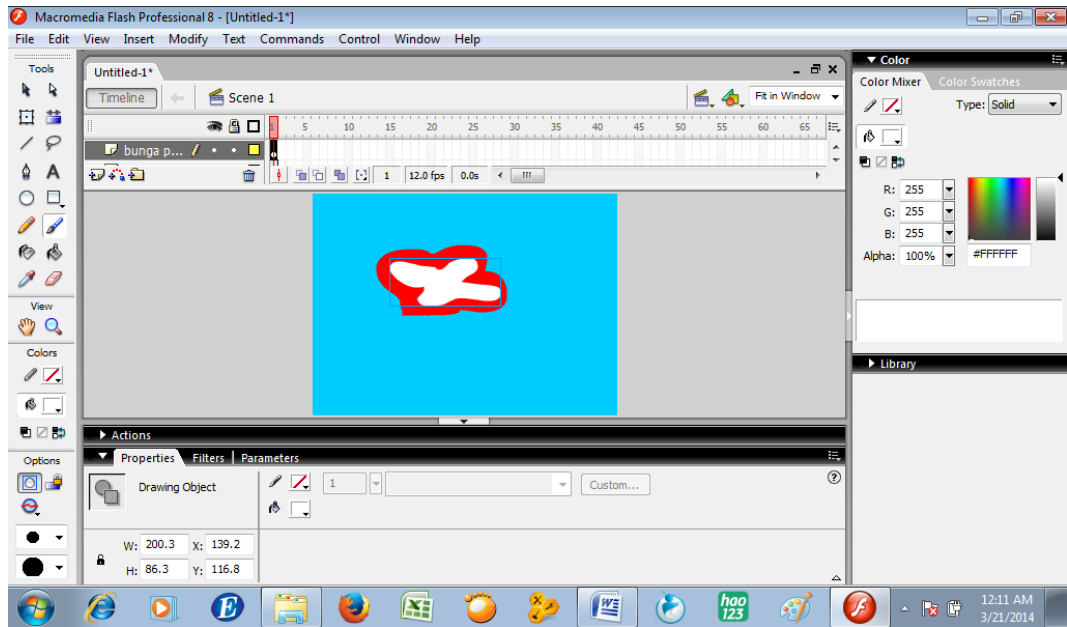 Macromedia Flash Professional 8 - [Untitled-1*]
File Edit View Insert Modify Text Commands Control Window Help
Tools
View
Colors
Options
Untitled-1*
Timeline
Scene 1
Fit in Window
1 5 10 15 20 25 30 35 40 45 50 55 60 65
bunga p...
1 12.0 fps 0.0s
Actions
Properties Filters Parameters
Drawing Object
1 Custom...
W: 200.3 X: 139.2
H: 86.3 Y: 116.8
Color
Color Mixer Color Swatches
Type: Solid
R: 255
G: 255
B: 255
Alpha: 100% #FFFFFF
Library
hao
123
12:11 AM
3/21/2014